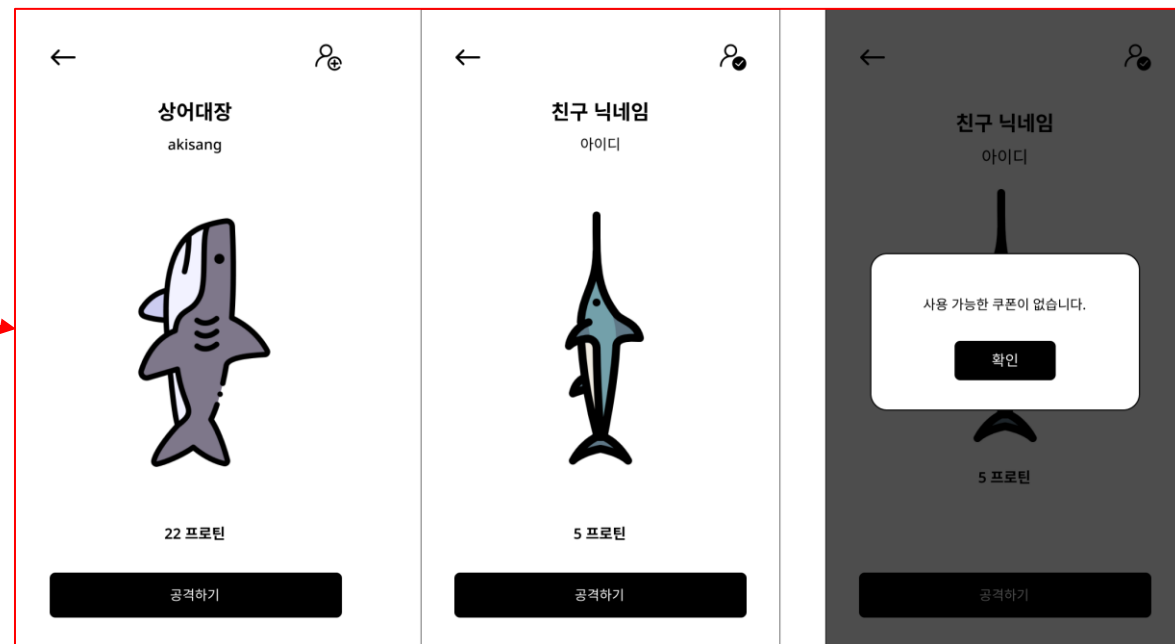 상어대장
akisang
22 프로틴
공격하기
친구 닉네임
아이디
5 프로틴
공격하기
친구 닉네임
아이디
사용 가능한 쿠폰이 없습니다.
확인
5 프로틴
공격하기